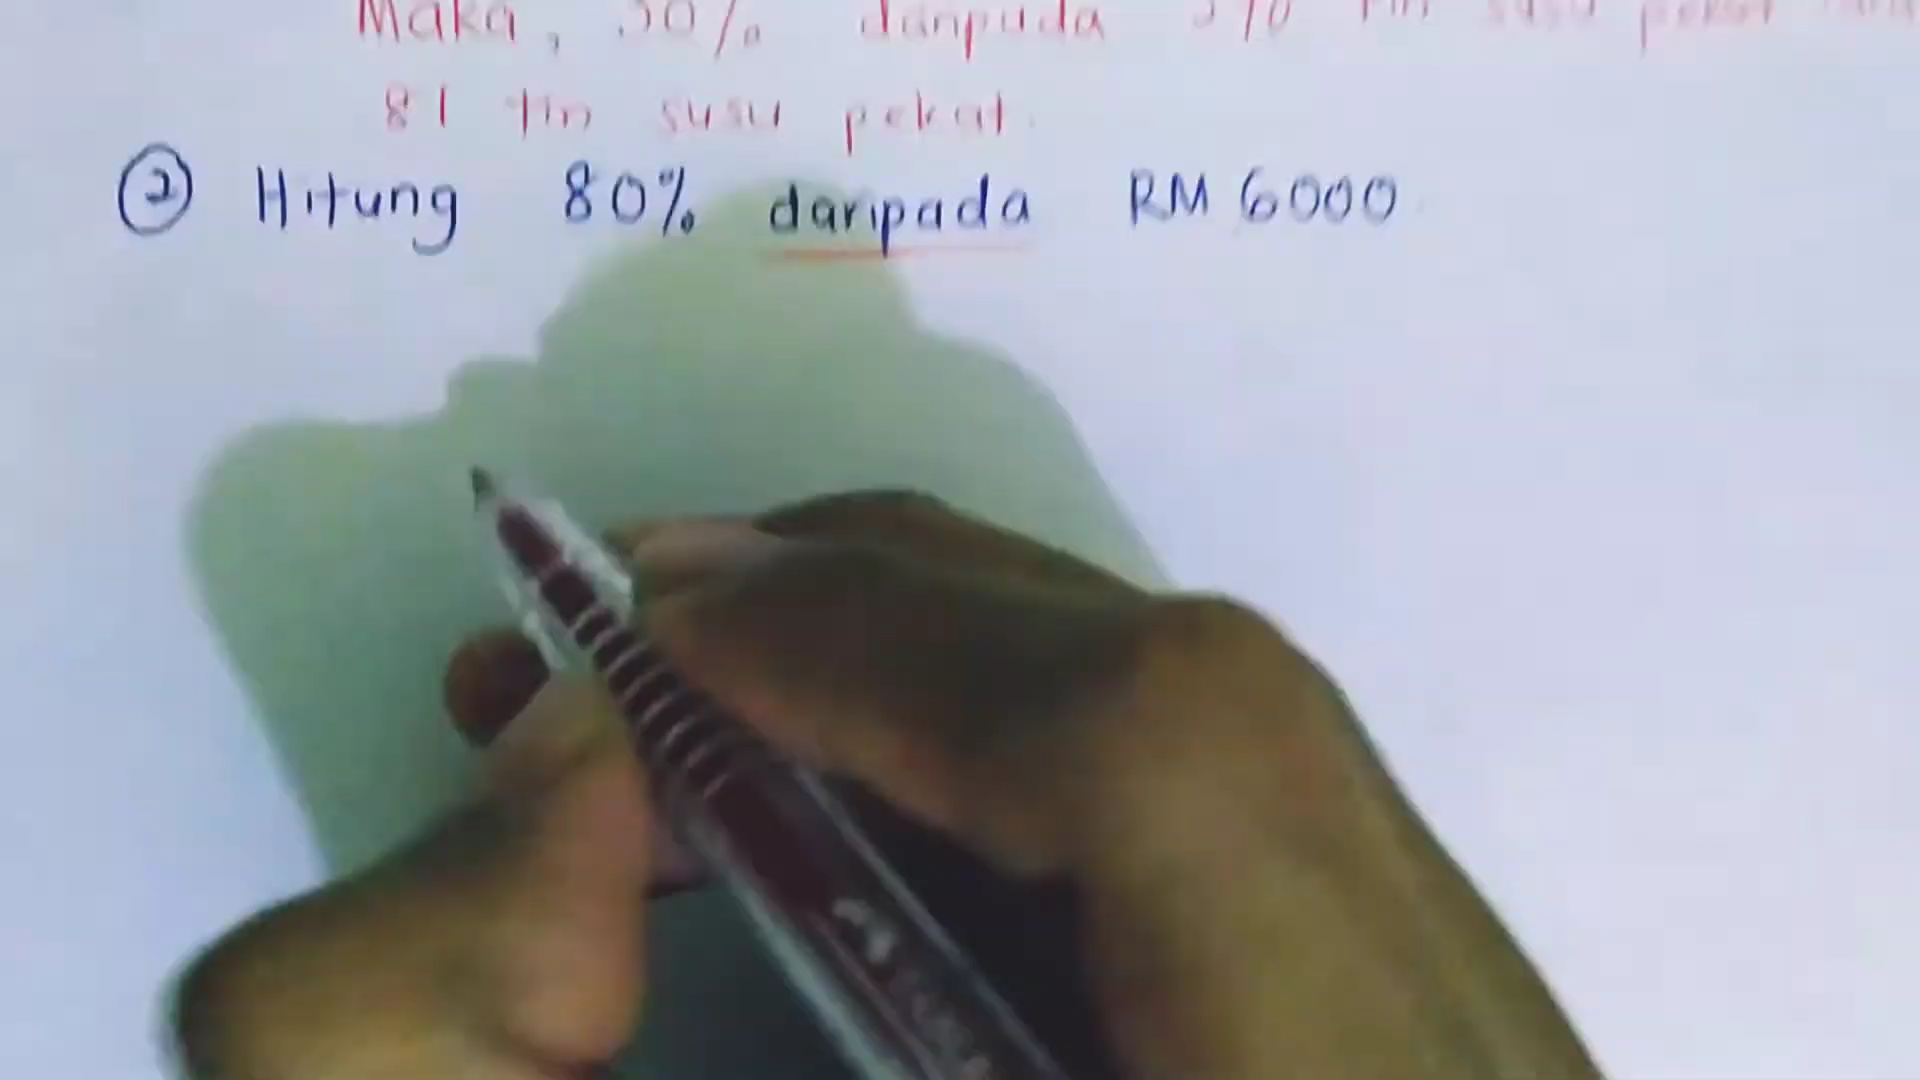 Maka, 30% daripada 270 tin susu pekat
81 tin susu pekat.
② Hitung 80% daripada RM 6000